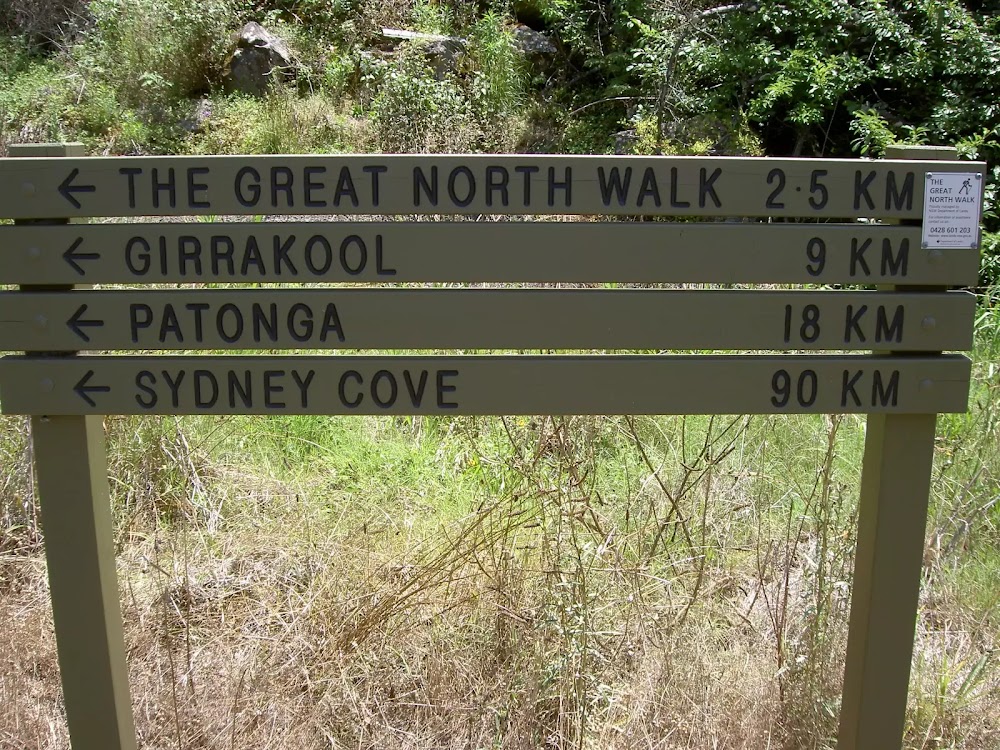 ← THE GREAT NORTH WALK 2·5 KM
← GIRRAKOOL 9 KM
← PATONGA 18 KM
← SYDNEY COVE 90 KM
THE
GREAT
NORTH WALK
0428 601 203